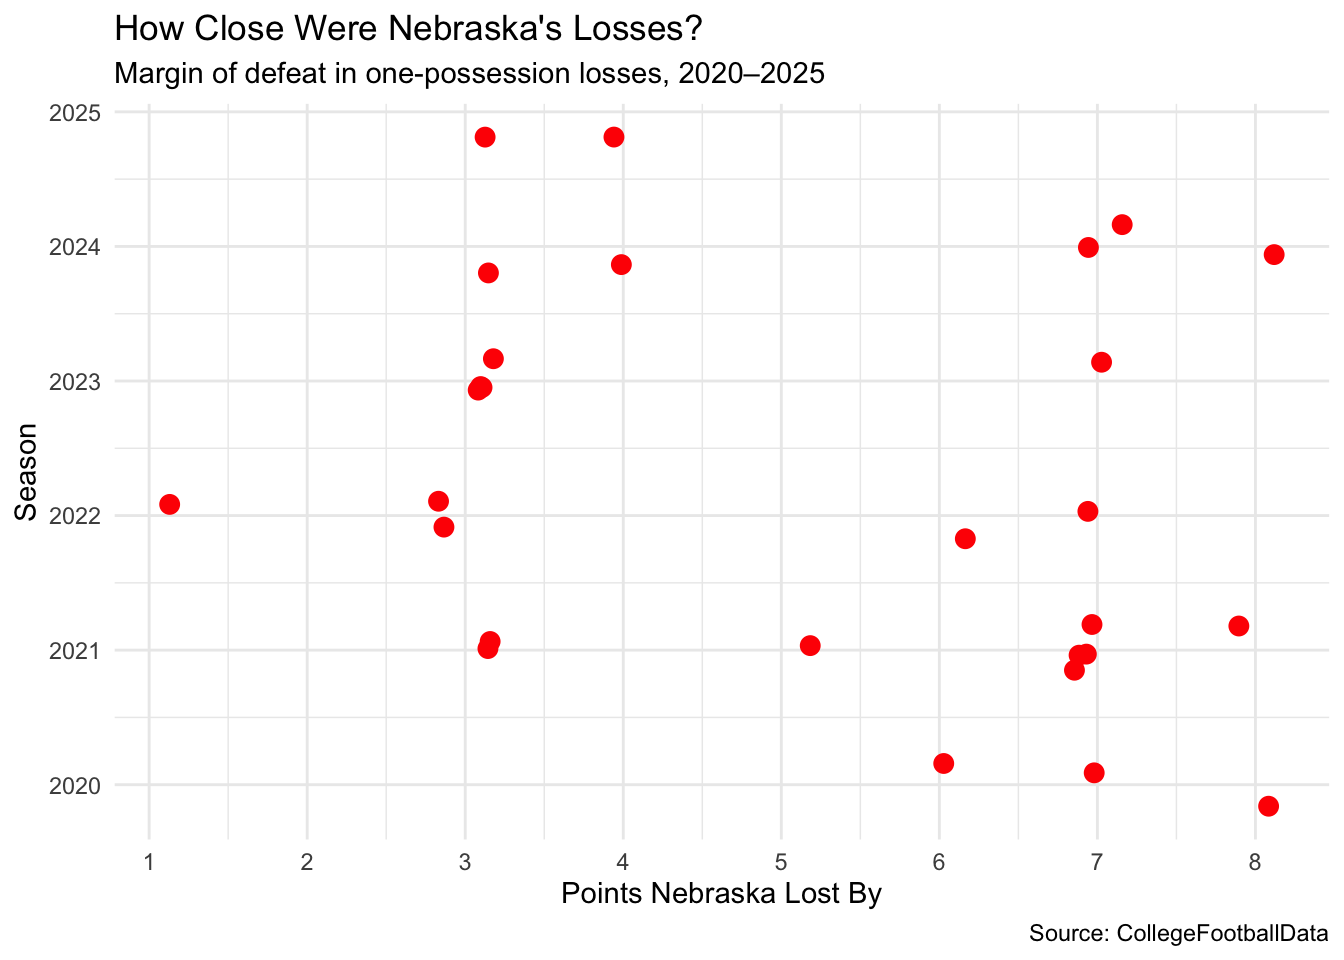 How Close Were Nebraska's Losses?
Margin of defeat in one-possession losses, 2020–2025
2025
2024
2023
2022
2021
2020
Season
1 2 3 4 5 6 7 8
Points Nebraska Lost By
Source: CollegeFootballData